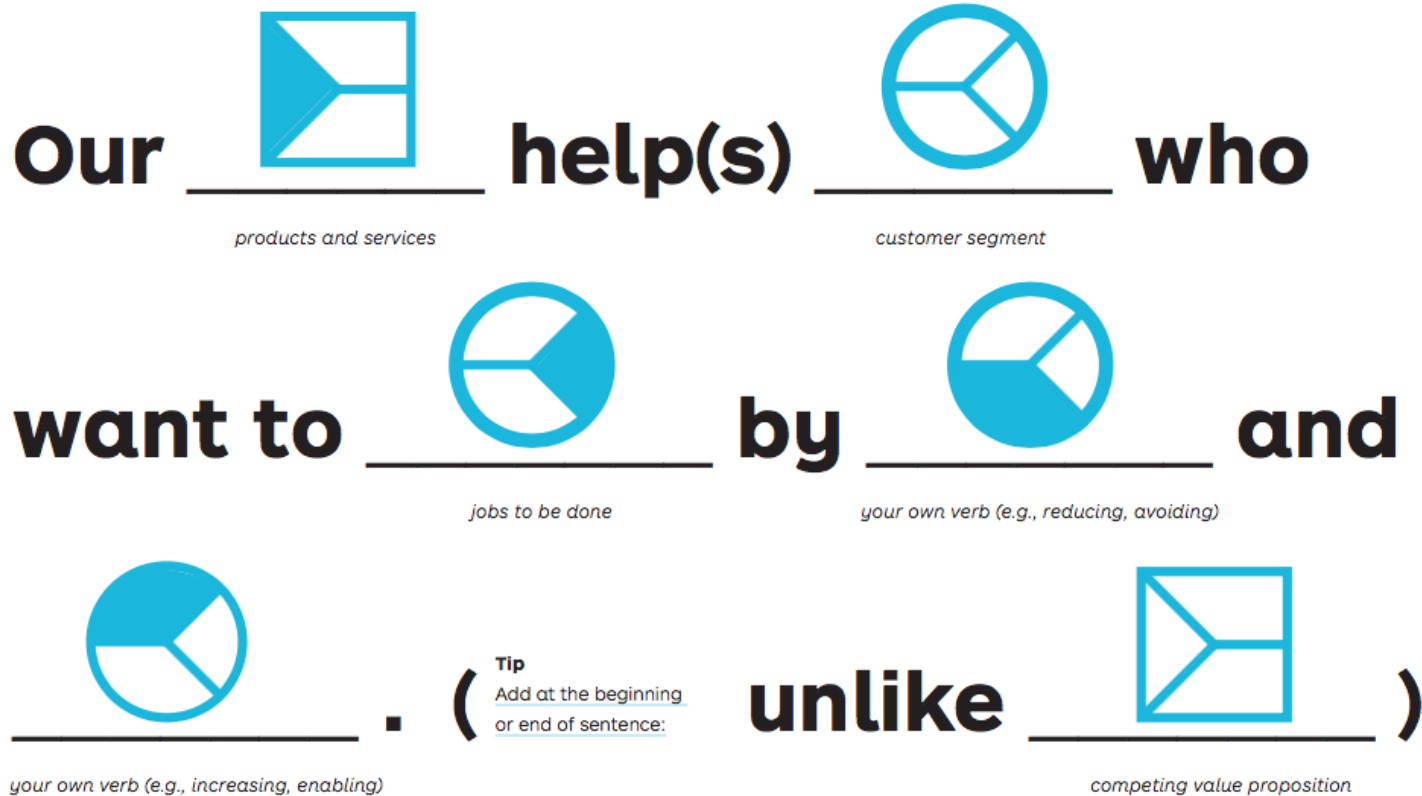 Our ________ help(s) ________ who
products and services customer segment
want to ________ by ________ and
jobs to be done your own verb (e.g., reducing, avoiding)
________ . ( Tip
Add at the beginning
or end of sentence: unlike ________ )
your own verb (e.g., increasing, enabling) competing value proposition